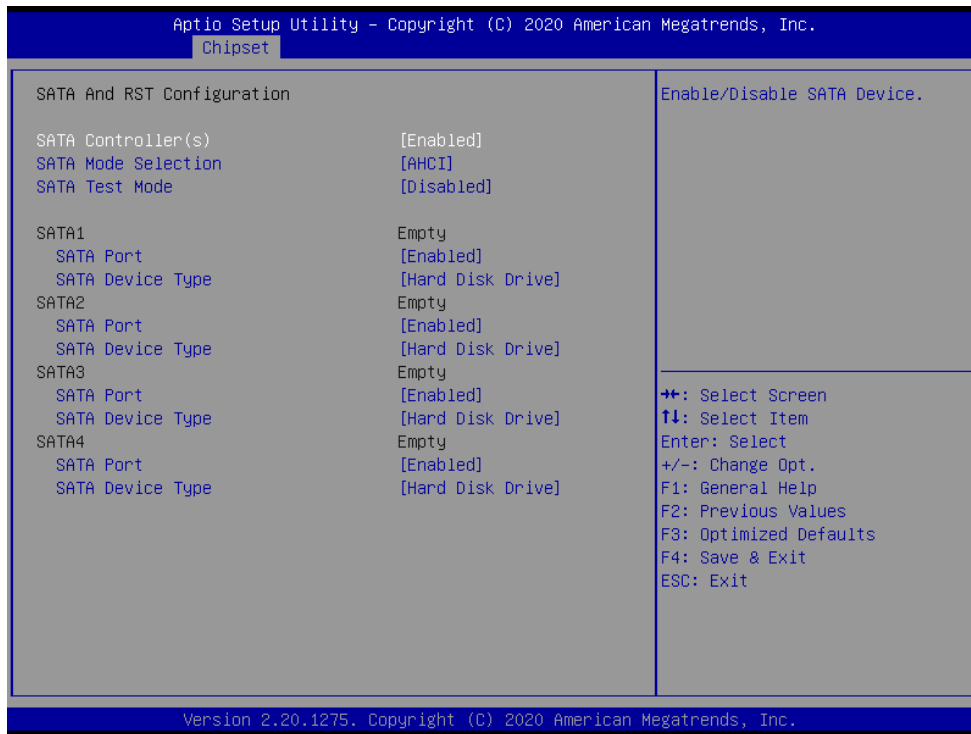 Aptio Setup Utility – Copyright (C) 2020 American Megatrends, Inc.
Chipset
SATA And RST Configuration
SATA Controller(s) [Enabled]
SATA Mode Selection [AHCI]
SATA Test Mode [Disabled]
SATA1 Empty
SATA Port [Enabled]
SATA Device Type [Hard Disk Drive]
SATA2 Empty
SATA Port [Enabled]
SATA Device Type [Hard Disk Drive]
SATA3 Empty
SATA Port [Enabled]
SATA Device Type [Hard Disk Drive]
SATA4 Empty
SATA Port [Enabled]
SATA Device Type [Hard Disk Drive]
Enable/Disable SATA Device.
→←: Select Screen
↑↓: Select Item
Enter: Select
+/-: Change Opt.
F1: General Help
F2: Previous Values
F3: Optimized Defaults
F4: Save & Exit
ESC: Exit
Version 2.20.1275. Copyright (C) 2020 American Megatrends, Inc.